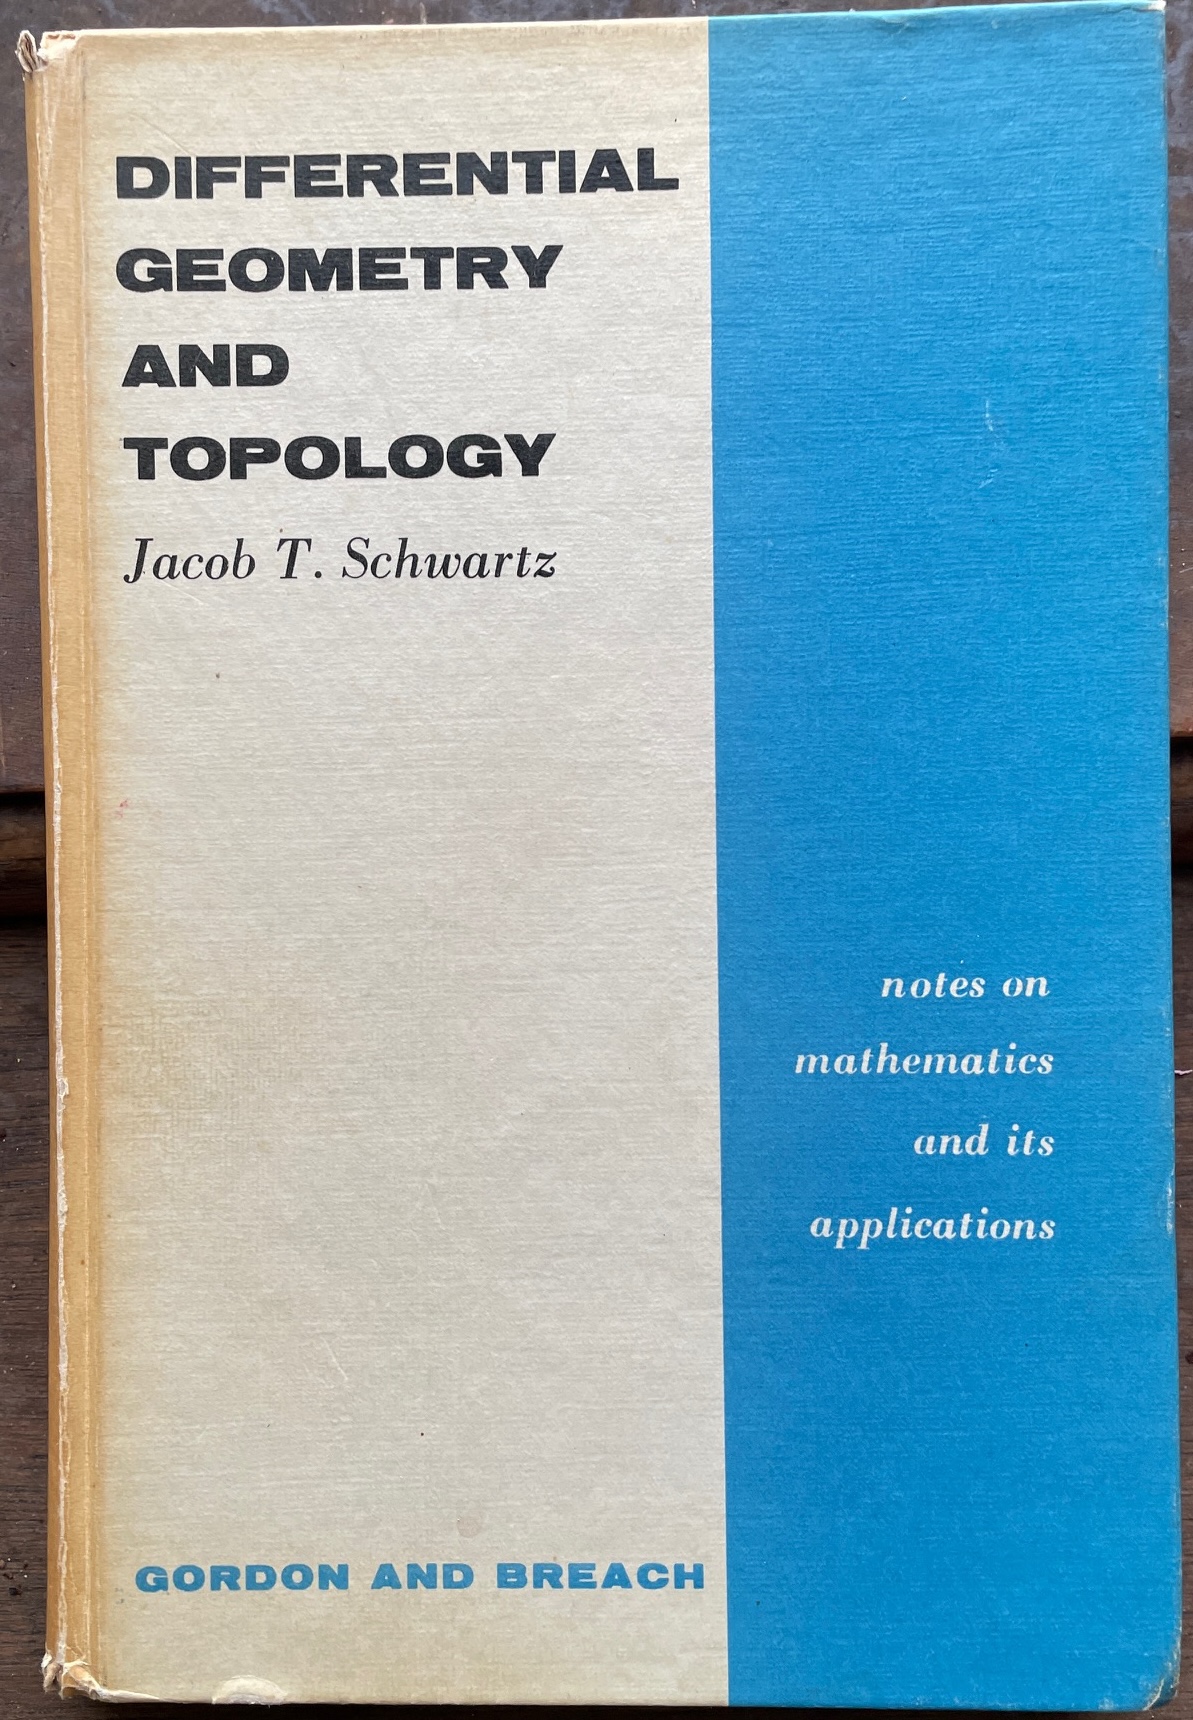 DIFFERENTIAL
GEOMETRY
AND
TOPOLOGY
Jacob T. Schwartz
notes on
mathematics
and its
applications
GORDON AND BREACH